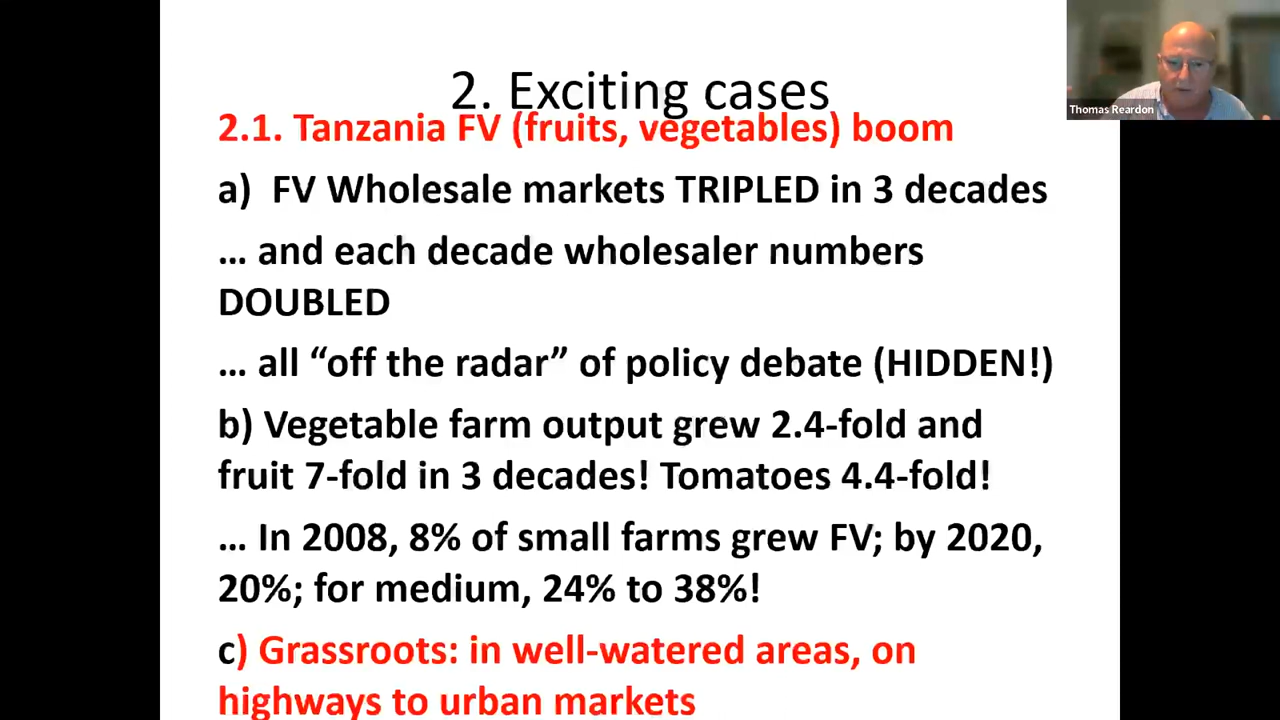 2. Exciting cases
Thomas Reardon
2.1. Tanzania FV (fruits, vegetables) boom
a) FV Wholesale markets TRIPLED in 3 decades
... and each decade wholesaler numbers
DOUBLED
... all “off the radar” of policy debate (HIDDEN!)
b) Vegetable farm output grew 2.4-fold and
fruit 7-fold in 3 decades! Tomatoes 4.4-fold!
... In 2008, 8% of small farms grew FV; by 2020,
20%; for medium, 24% to 38%!
c) Grassroots: in well-watered areas, on
highways to urban markets